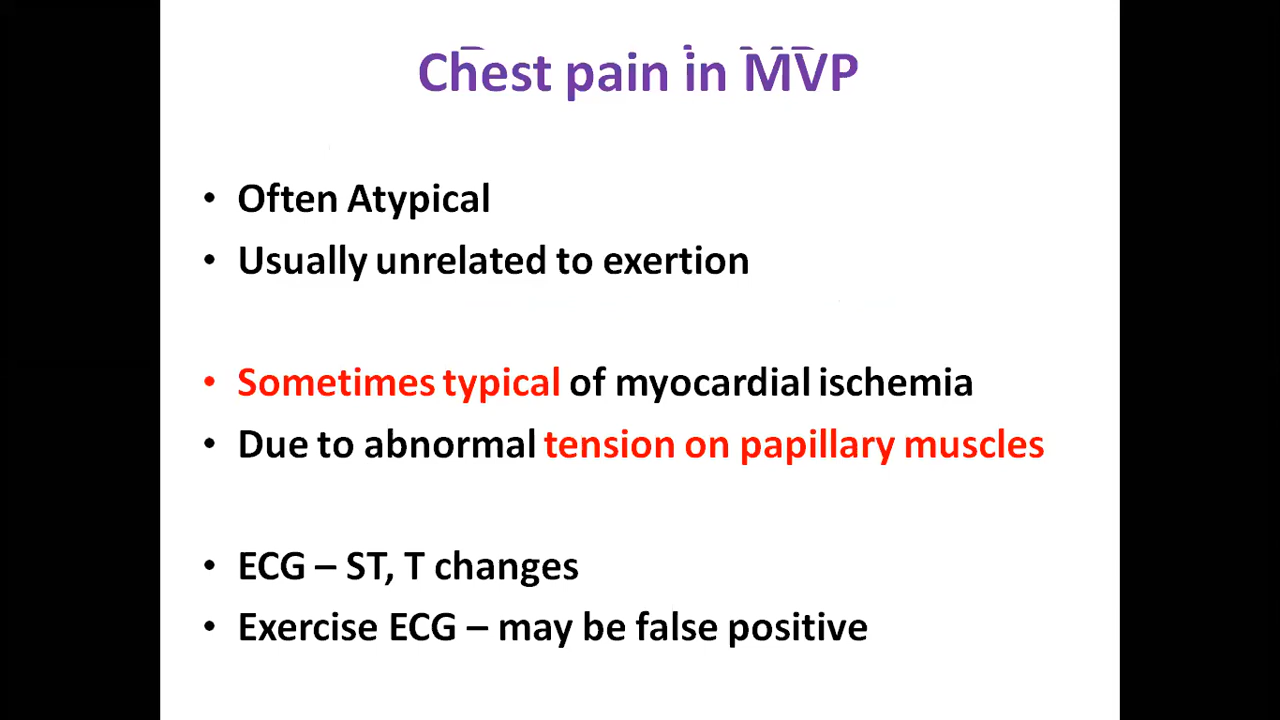 Chest pain in MVP
• Often Atypical
• Usually unrelated to exertion
• Sometimes typical of myocardial ischemia
• Due to abnormal tension on papillary muscles
• ECG – ST, T changes
• Exercise ECG – may be false positive